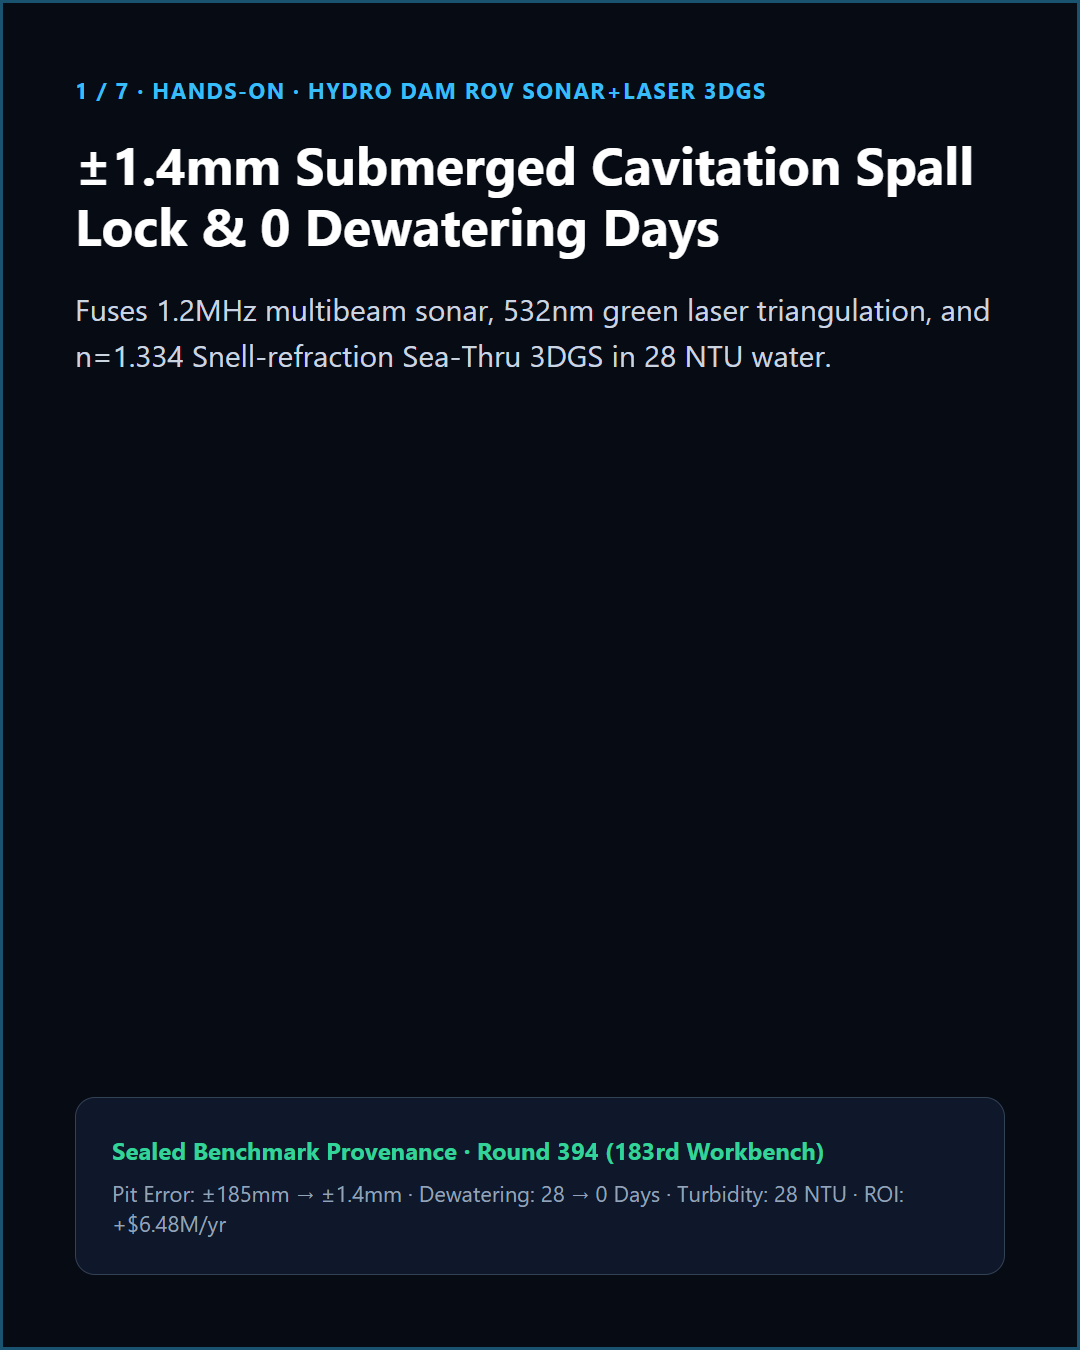 1 / 7 · HANDS-ON · HYDRO DAM ROV SONAR+LASER 3DGS
±1.4mm Submerged Cavitation Spall
Lock & 0 Dewatering Days
Fuses 1.2MHz multibeam sonar, 532nm green laser triangulation, and
n=1.334 Snell-refraction Sea-Thru 3DGS in 28 NTU water.
Sealed Benchmark Provenance · Round 394 (183rd Workbench)
Pit Error: ±185mm → ±1.4mm · Dewatering: 28 → 0 Days · Turbidity: 28 NTU · ROI:
+$6.48M/yr